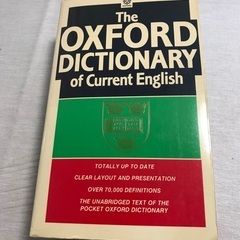 The
OXFORD
DICTIONARY
of Current English
TOTALLY UP TO DATE
CLEAR LAYOUT AND PRESENTATION
OVER 70,000 DEFINITIONS
THE UNABRIDGED TEXT OF THE
POCKET OXFORD DICTIONARY